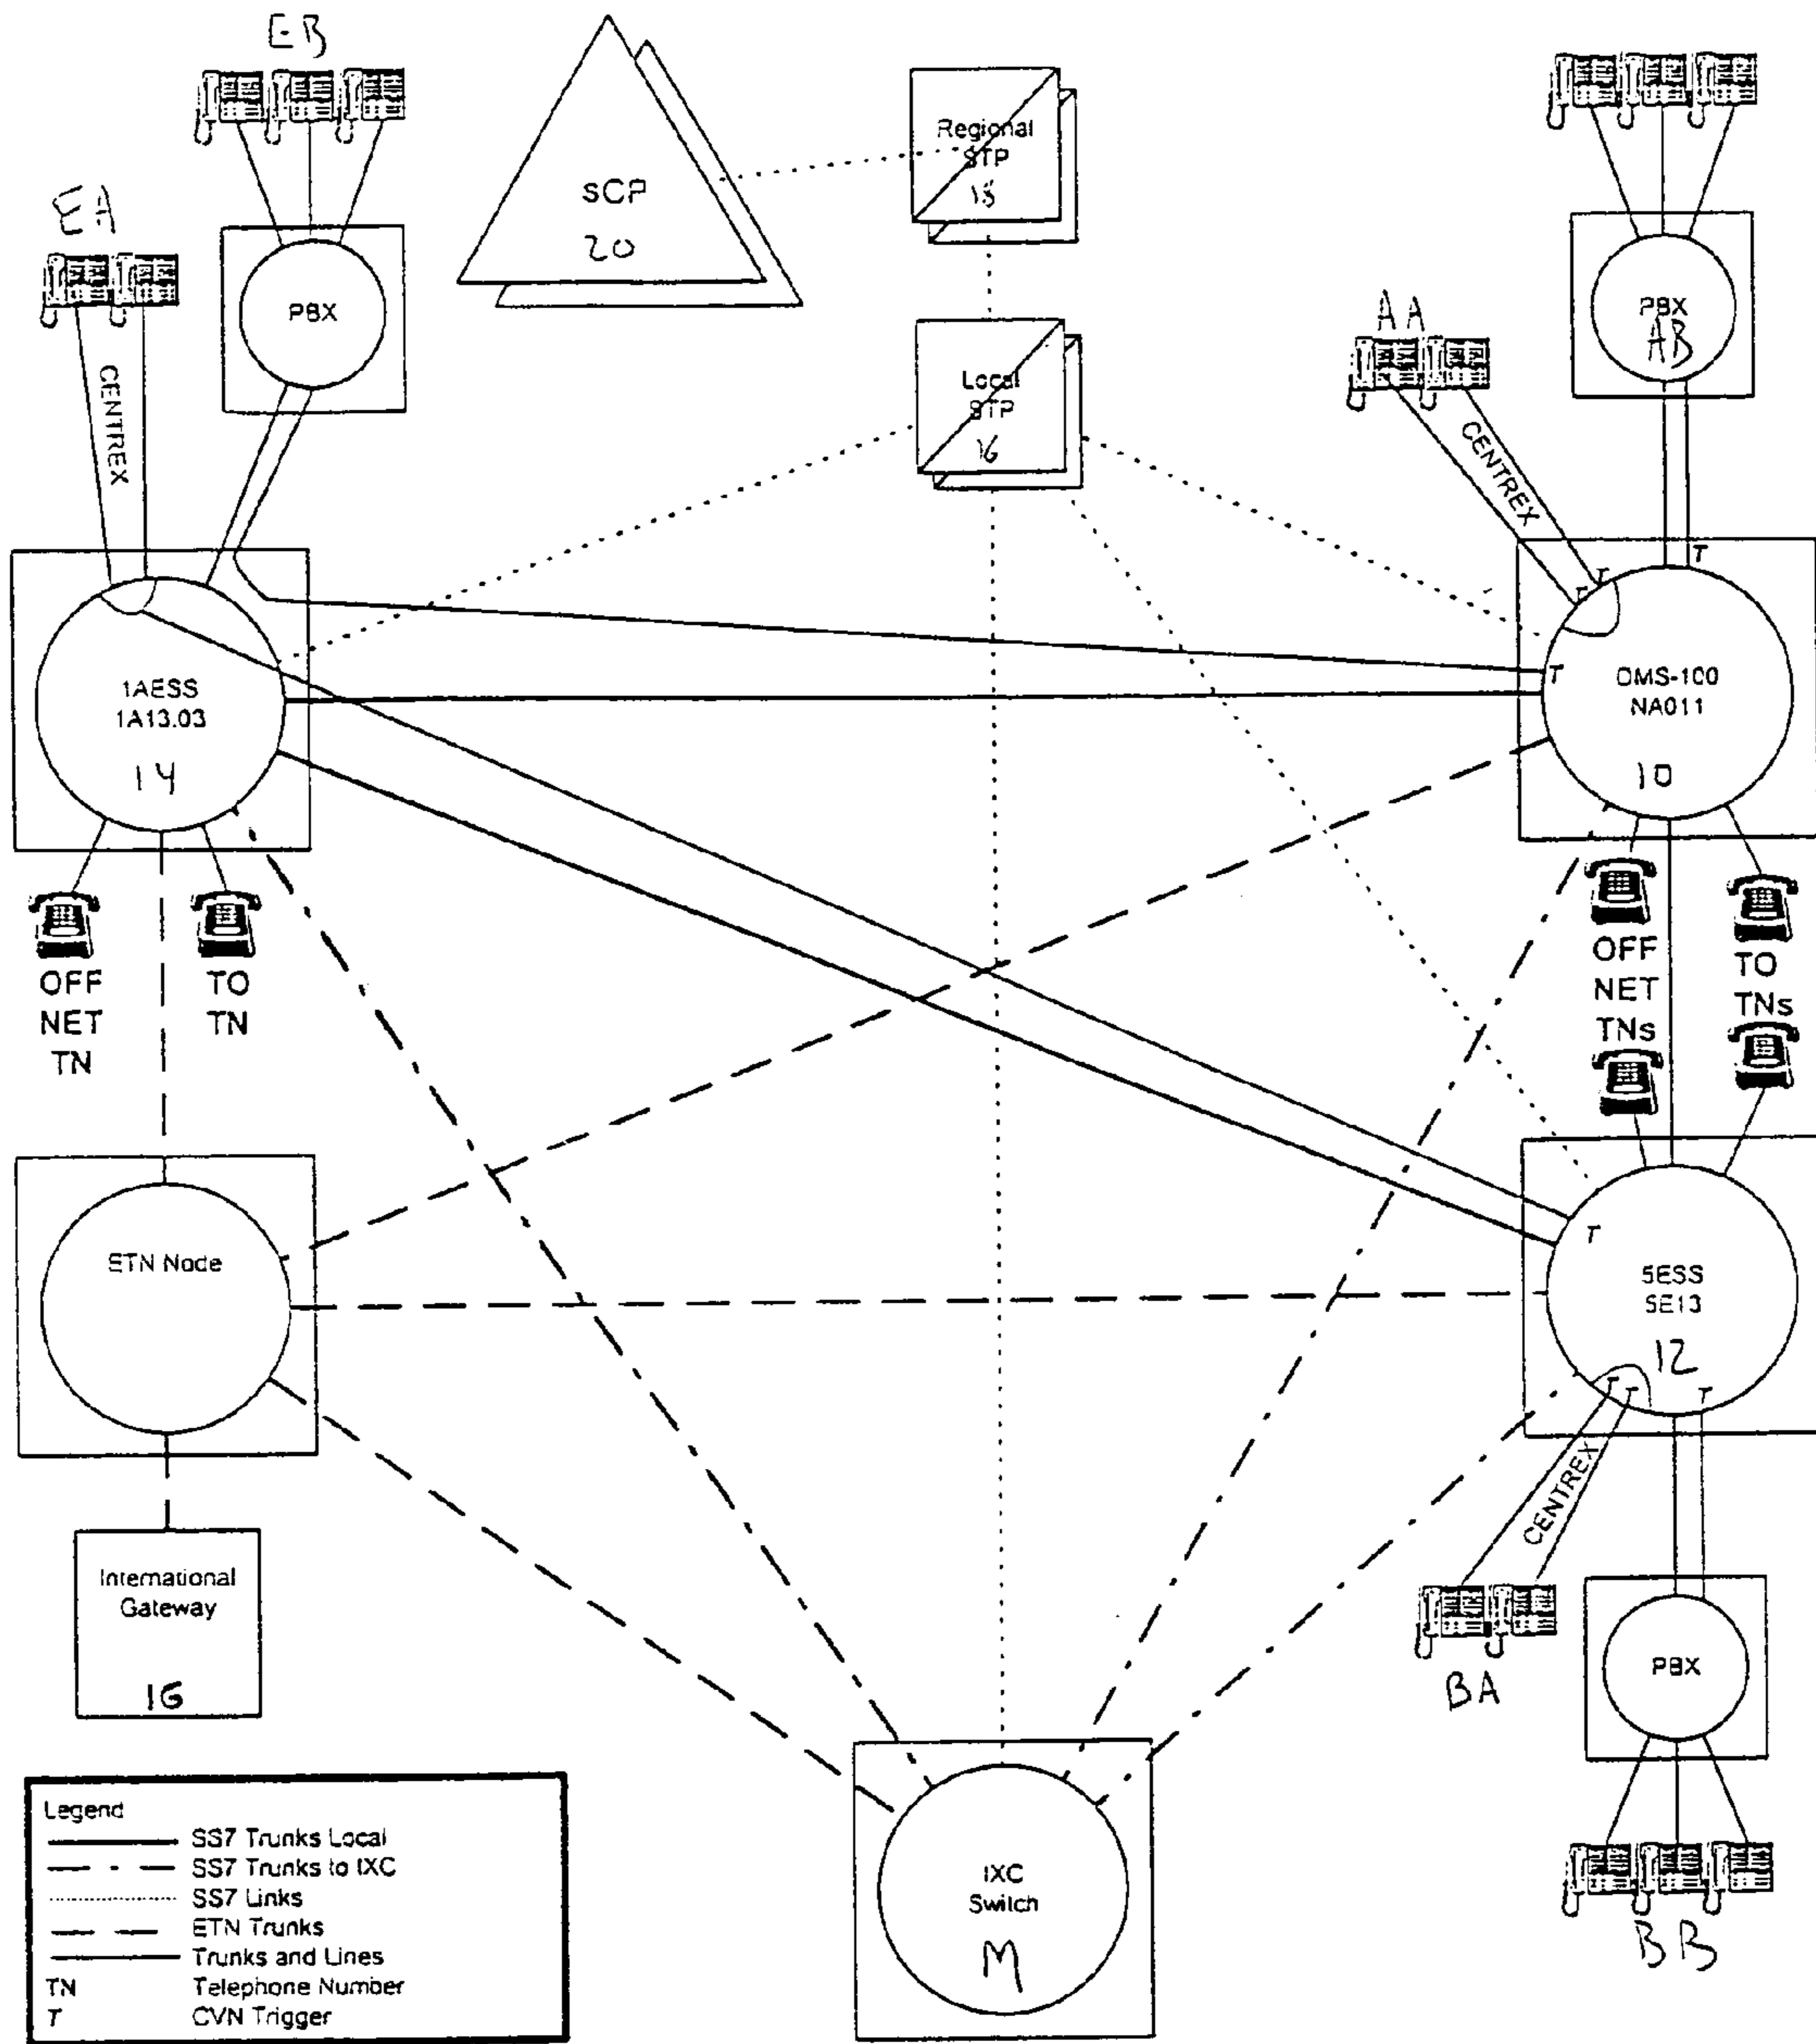 EB
EA
PBX
CENTREX
sCP
20
Regional
STP
18
Local
STP
16
PBX
AB
AA
CENTREX
T
T
T
1AESS
1A13.03
14
T
DMS-100
NA011
10
OFF
NET
TN
TO
TN
OFF
NET
TNs
TO
TNs
ETN Node
T
5ESS
5E13
12
T
T
T
CENTREX
International
Gateway
16
BA
PBX
BB
IXC
Switch
M
Legend
SS7 Trunks Local
SS7 Trunks to IXC
SS7 Links
ETN Trunks
Trunks and Lines
TN Telephone Number
T CVN Trigger